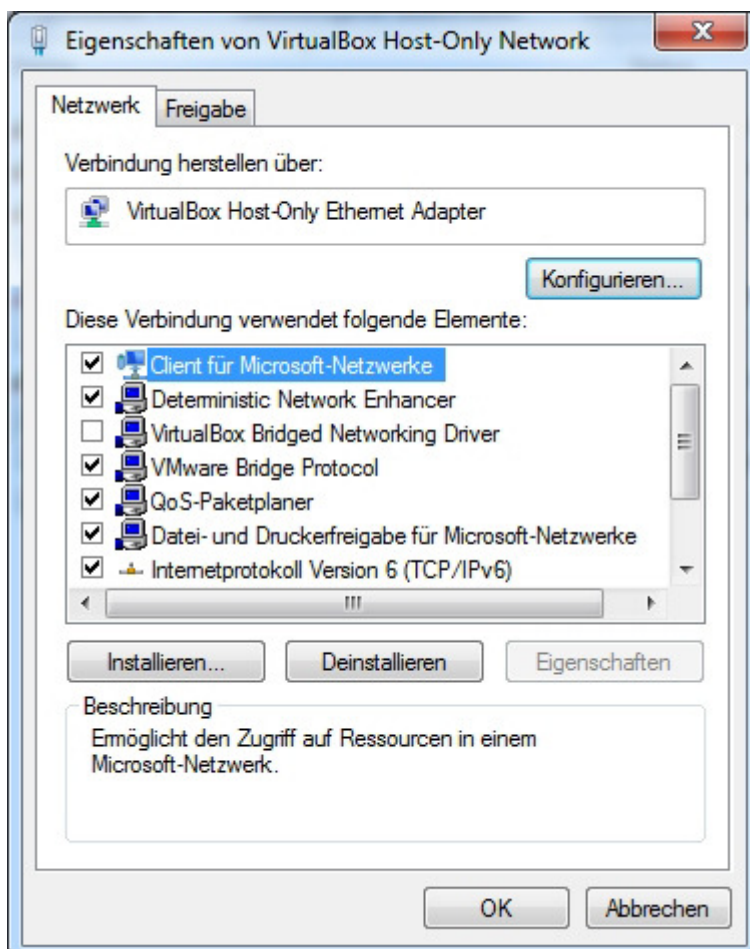 Eigenschaften von VirtualBox Host-Only Network
Netzwerk
Freigabe
Verbindung herstellen über:
VirtualBox Host-Only Ethernet Adapter
Konfigurieren...
Diese Verbindung verwendet folgende Elemente:
Client für Microsoft-Netzwerke
Deterministic Network Enhancer
VirtualBox Bridged Networking Driver
VMware Bridge Protocol
QoS-Paketplaner
Datei- und Druckerfreigabe für Microsoft-Netzwerke
Internetprotokoll Version 6 (TCP/IPv6)
Installieren...
Deinstallieren
Eigenschaften
Beschreibung
Ermöglicht den Zugriff auf Ressourcen in einem
Microsoft-Netzwerk.
OK
Abbrechen